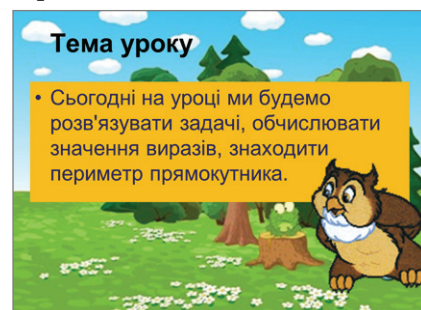 Тема уроку
• Сьогодні на уроці ми будемо
розв'язувати задачі, обчислювати
значення виразів, знаходити
периметр прямокутника.